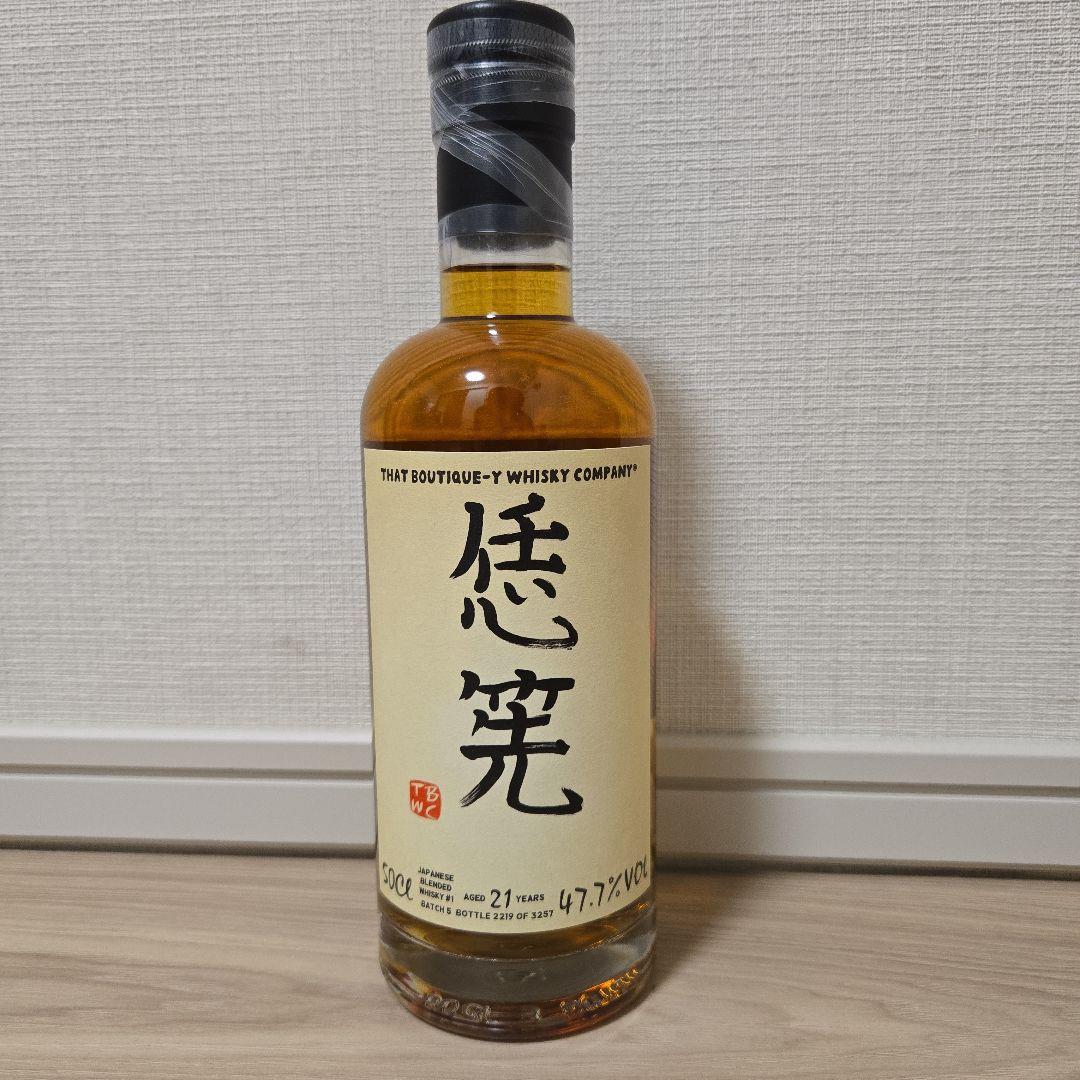 THAT BOUTIQUE-Y WHISKY COMPANY®
恁
筅
TB
WC
50Cl
JAPANESE
BLENDED
WHISKY #1
AGED 21 YEARS
47.7% VOL
BATCH 5 BOTTLE 2219 OF 3257